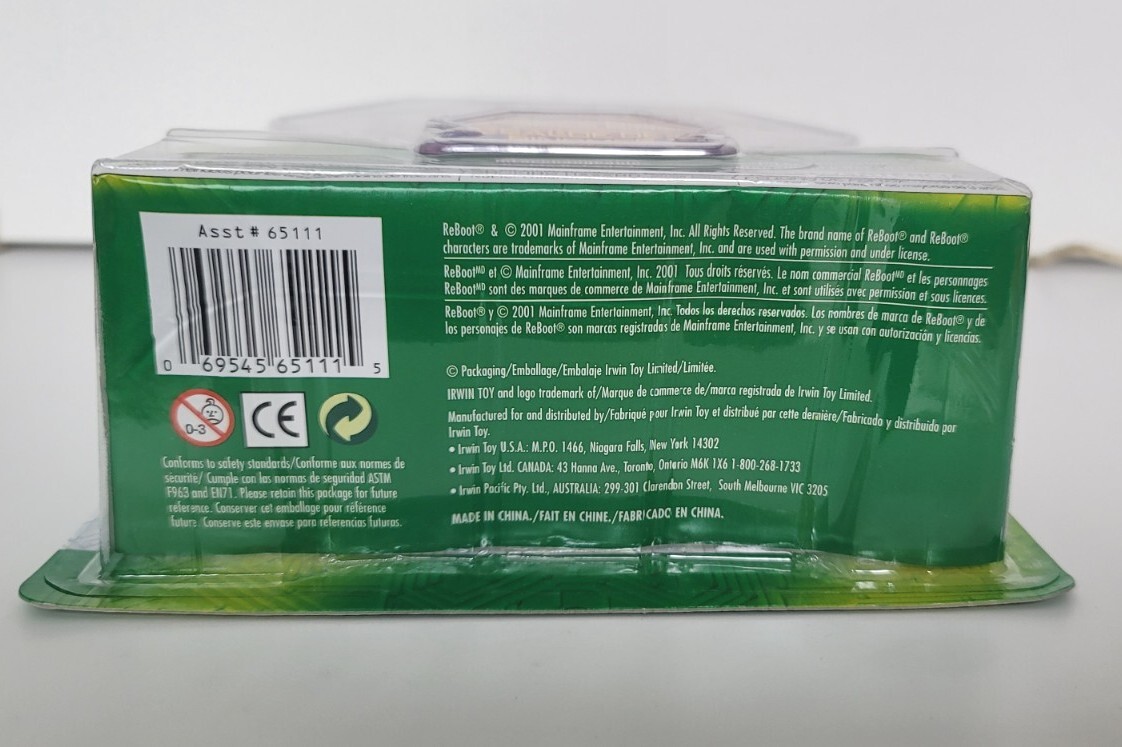 Asst # 65111
0 69545 65111 5
0-3
CE
Conforms to safety standards/Conforme aux normes de
sécurité/ Cumple con las normas de seguridad ASTM
F963 and EN71. Please retain this package for future
reference. Conserver cet emballage pour référence
future. Conserve este envase para referencias futuras.
ReBoot® & © 2001 Mainframe Entertainment, Inc. All Rights Reserved. The brand name of ReBoot® and ReBoot®
characters are trademarks of Mainframe Entertainment, Inc. and are used with permission and under license.
ReBootᴹᴰ et © Mainframe Entertainment, Inc. 2001 Tous droits réservés. Le nom commercial ReBootᴹᴰ et les personnages
ReBootᴹᴰ sont des marques de commerce de Mainframe Entertainment, Inc. et sont utilisés avec permission et sous licences.
ReBoot® y © 2001 Mainframe Entertainment, Inc. Todos los derechos reservados. Los nombres de marca de ReBoot® y de
los personajes de ReBoot® son marcas registradas de Mainframe Entertainment, Inc. y se usan con autorización y licencias.
© Packaging/Emballage/Embalaje Irwin Toy Limited/Limitée.
IRWIN TOY and logo trademark of/Marque de commerce de/marca registrada de Irwin Toy Limited.
Manufactured for and distributed by/Fabriqué pour Irwin Toy et distribué par cette dernière/Fabricado y distribuido por
Irwin Toy.
• Irwin Toy U.S.A.: M.P.O. 1466, Niagara Falls, New York 14302
• Irwin Toy Ltd. CANADA: 43 Hanna Ave., Toronto, Ontario M6K 1X6 1-800-268-1733
• Irwin Pacific Pty. Ltd., AUSTRALIA: 299-301 Clarendon Street, South Melbourne VIC 3205
MADE IN CHINA./FAIT EN CHINE./FABRICADO EN CHINA.